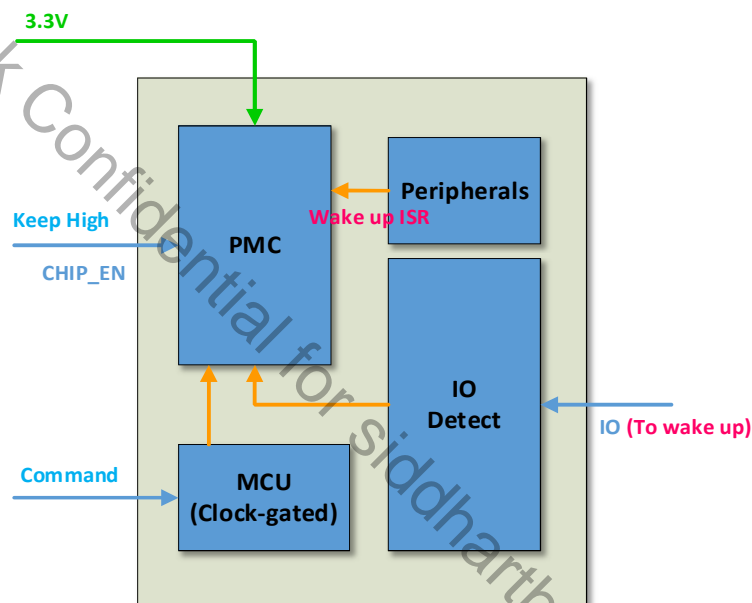 3.3V
k Confidential for siddharth
Peripherals
Keep High
Wake up ISR
PMC
CHIP_EN
IO
Detect
IO (To wake up)
Command
MCU
(Clock-gated)